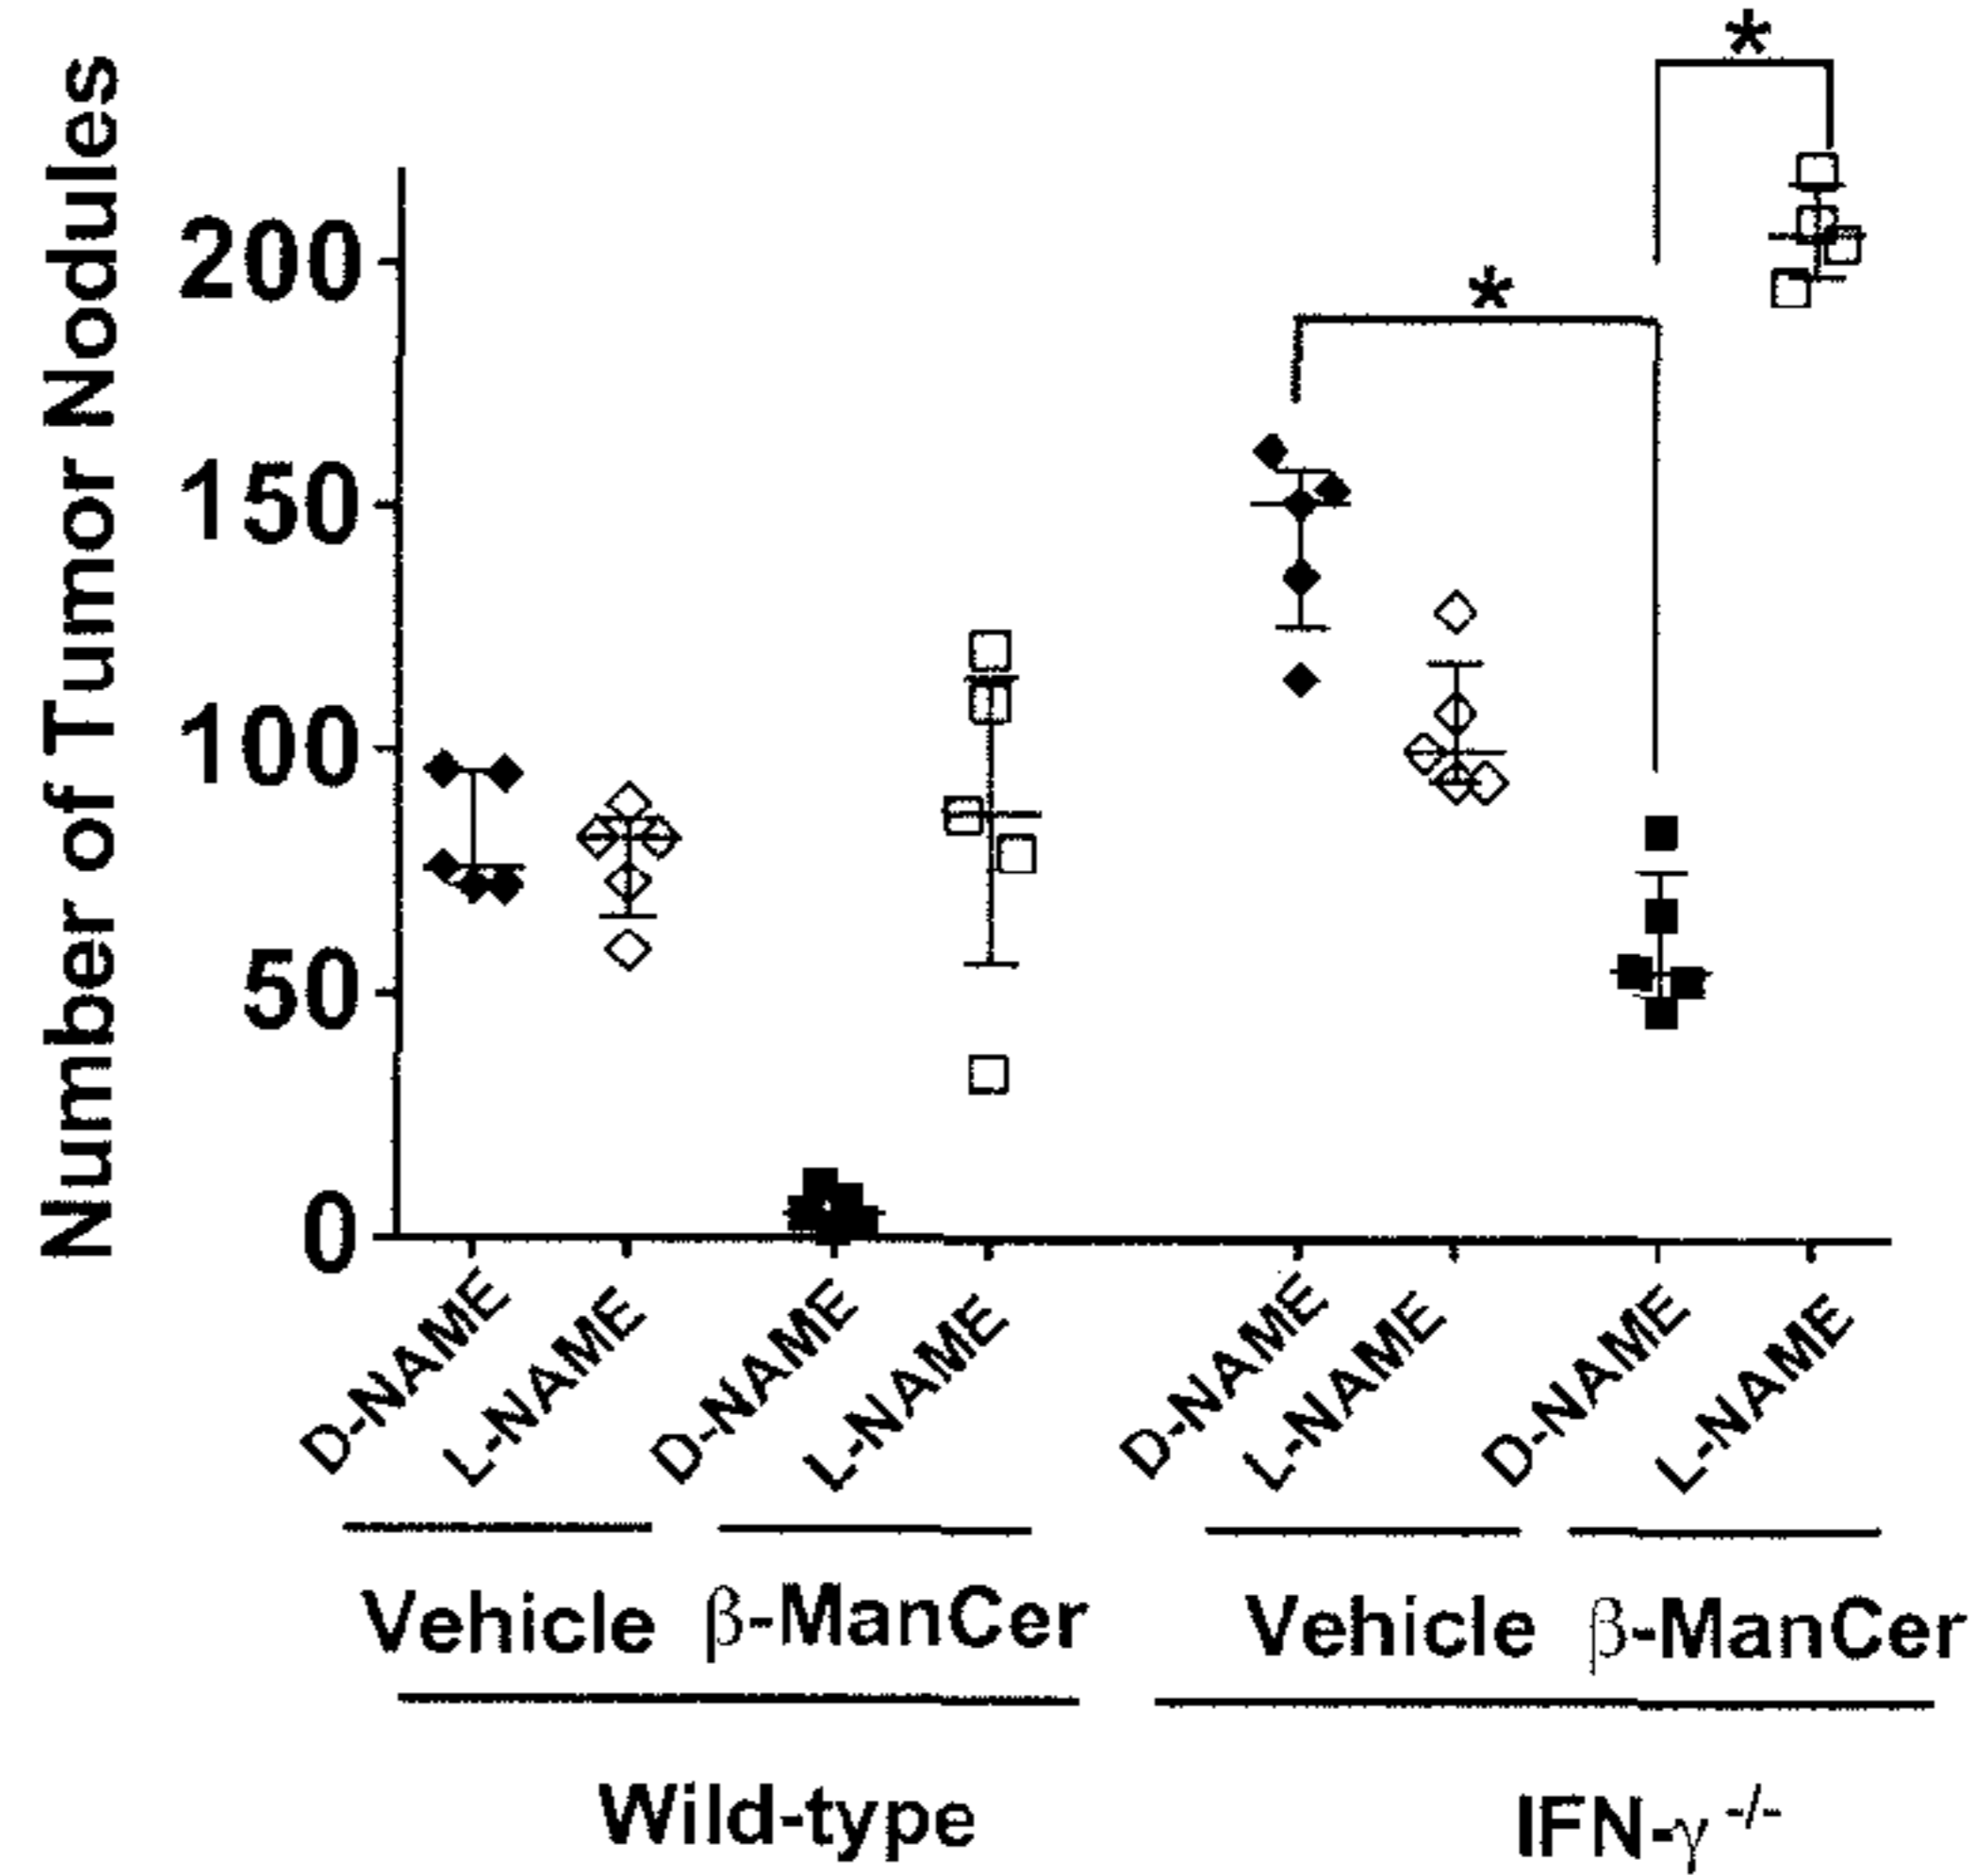 *
*
Number of Tumor Nodules
200
150
100
50
0
D-NAME L-NAME D-NAME L-NAME D-NAME L-NAME D-NAME L-NAME
Vehicle β-ManCer Vehicle β-ManCer
Wild-type IFN-γ -/-